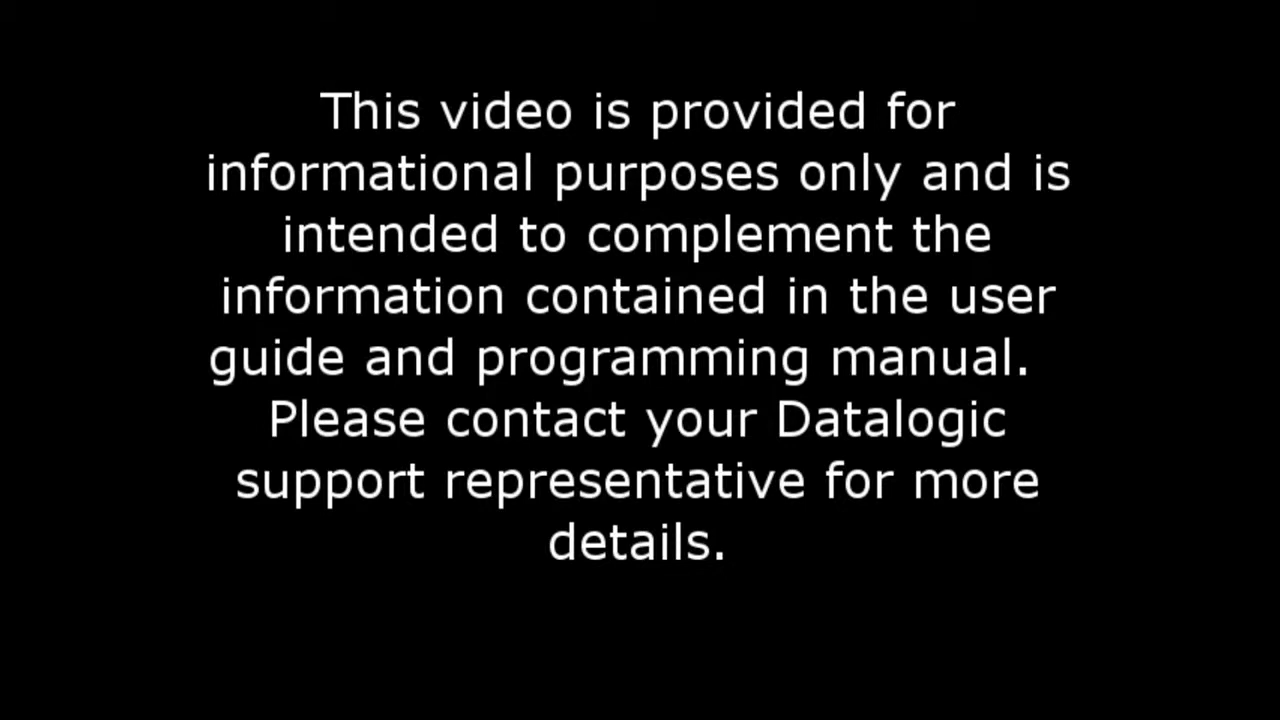 This video is provided for
informational purposes only and is
intended to complement the
information contained in the user
guide and programming manual.
Please contact your Datalogic
support representative for more
details.